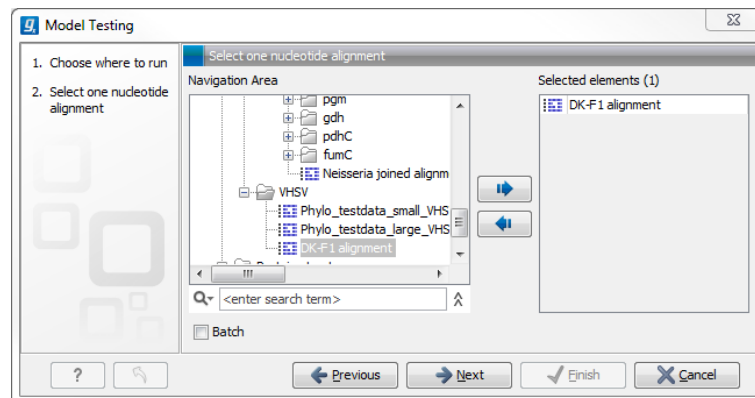 Model Testing
1. Choose where to run
2. Select one nucleotide
alignment
Select one nucleotide alignment
Navigation Area
pgm
gdh
pdhC
fumC
Neisseria joined alignm
VHSV
Phylo_testdata_small_VHS
Phylo_testdata_large_VHS
DK-F1 alignment
<enter search term>
Batch
Selected elements (1)
DK-F1 alignment
?
Previous
Next
Finish
Cancel